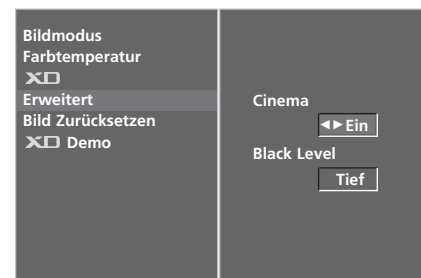 Bildmodus
Farbtemperatur
XD
Erweitert
Bild Zurücksetzen
XD Demo
Cinema
◄► Ein
Black Level
Tief